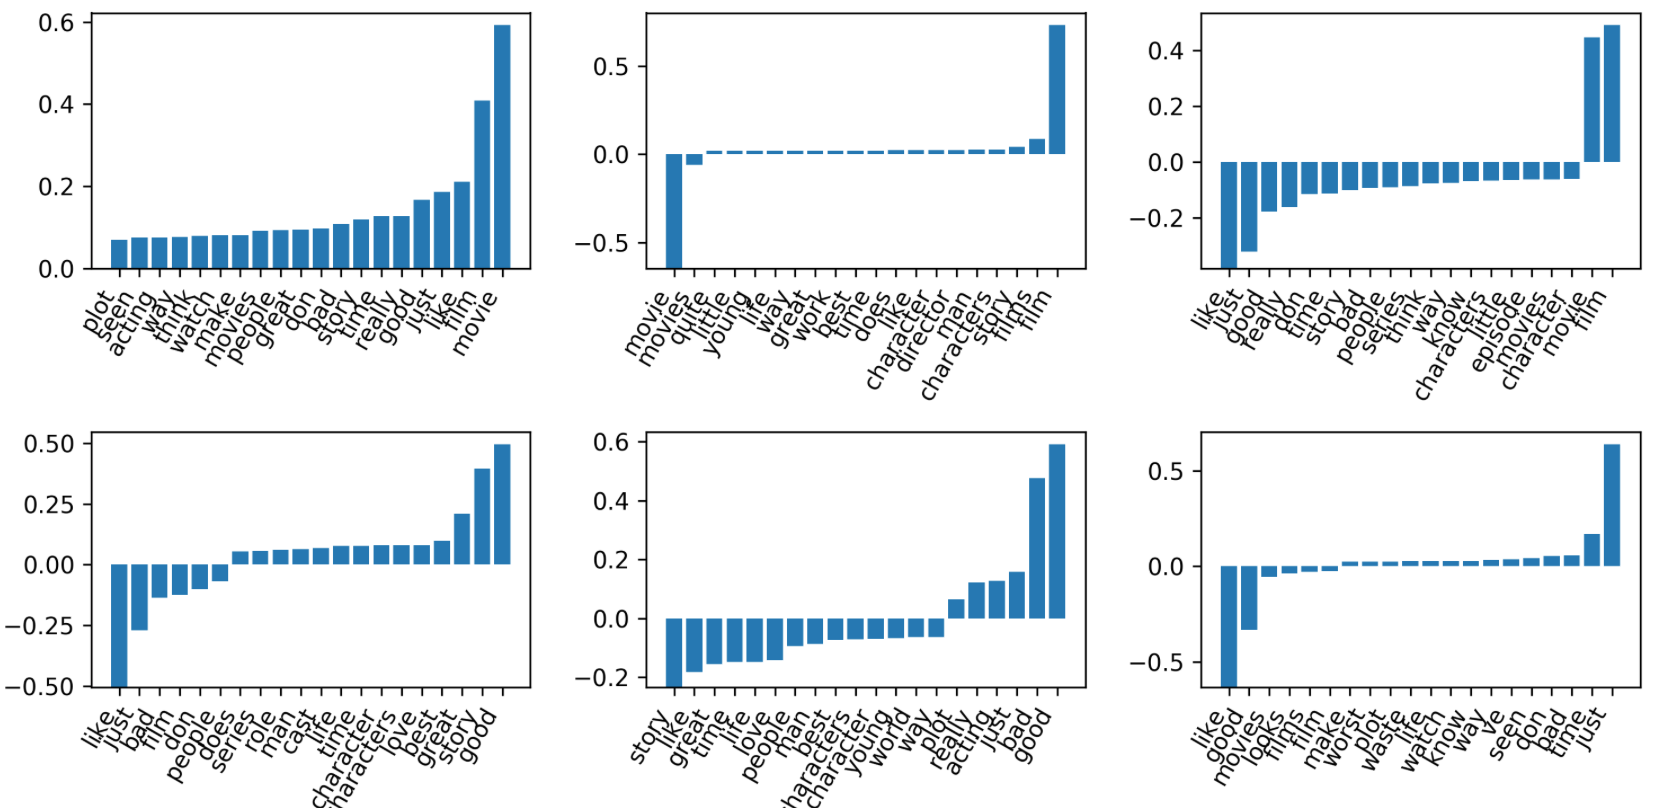 0.6
0.4
0.2
0.0
plot
seen
acting
way
think
watch
make
movies
people
great
don
bad
story
time
really
good
just
like
film
movie
0.5
0.0
−0.5
movie
movies
quite
little
young
life
way
great
work
best
time
does
like
character
director
man
characters
story
films
film
0.4
0.2
0.0
−0.2
like
just
good
really
don
time
story
bad
people
series
think
way
know
characters
little
episode
movies
character
movie
film
0.50
0.25
0.00
−0.25
−0.50
like
just
bad
film
don
people
does
series
role
man
cast
life
time
character
haracters
love
best
great
story
good
0.6
0.4
0.2
0.0
−0.2
story
like
great
time
life
love
people
man
best
haracters
character
young
world
way
plot
really
acting
just
bad
good
0.5
0.0
−0.5
like
good
movies
looks
films
film
make
worst
plot
waste
life
watch
know
way
ve
seen
don
bad
time
just